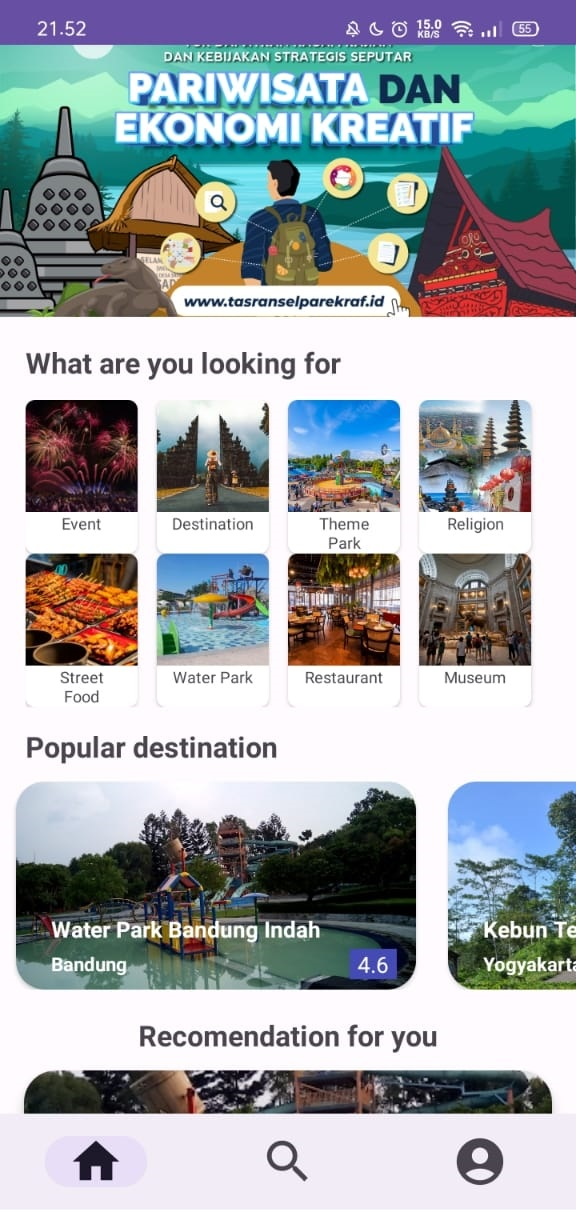 21.52
15.0
KB/S
55
DAN KEBIJAKAN STRATEGIS SEPUTAR
PARIWISATA DAN
EKONOMI KREATIF
www.tasranselparekraf.id
What are you looking for
Event
Destination
Theme
Park
Religion
Street
Food
Water Park
Restaurant
Museum
Popular destination
Water Park Bandung Indah
Bandung
4.6
Kebun Te
Yogyakarta
Recomendation for you